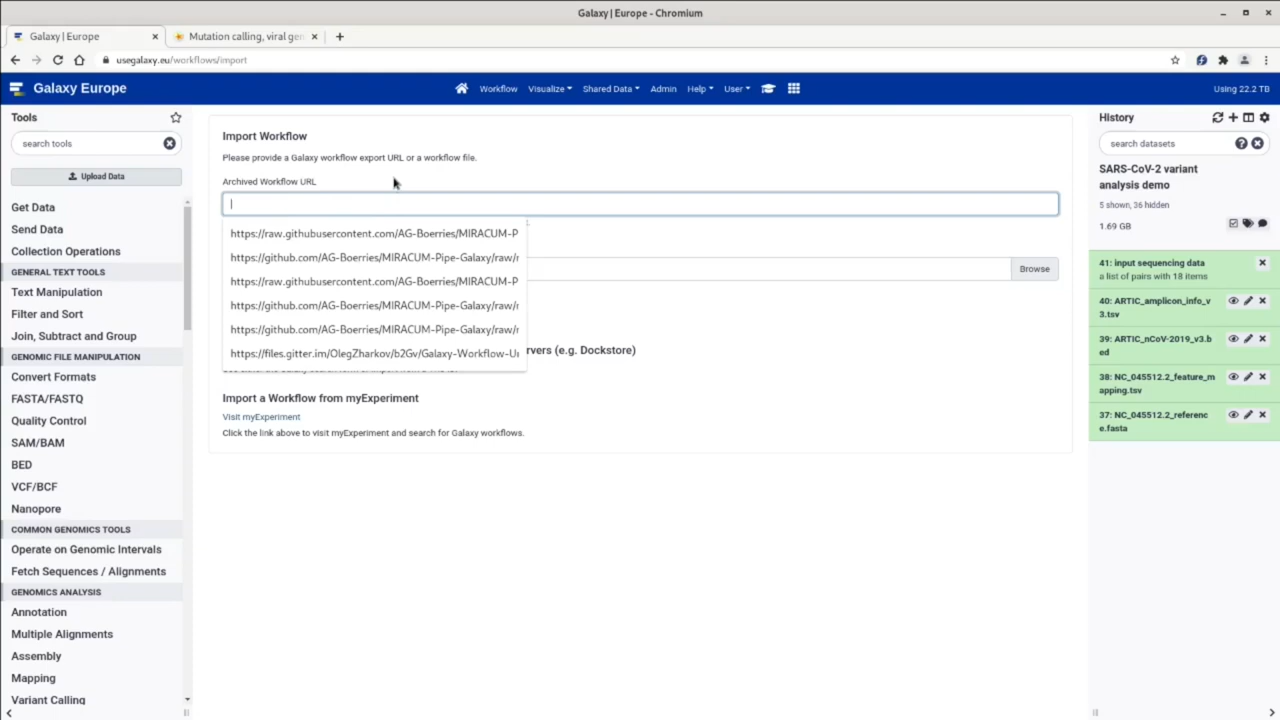 Galaxy | Europe - Chromium
Galaxy | Europe
Mutation calling, viral gen
usegalaxy.eu/workflows/import
Galaxy Europe
Workflow
Visualize
Shared Data
Admin
Help
User
Using 22.2 TB
Tools
search tools
Upload Data
Get Data
Send Data
Collection Operations
GENERAL TEXT TOOLS
Text Manipulation
Filter and Sort
Join, Subtract and Group
GENOMIC FILE MANIPULATION
Convert Formats
FASTA/FASTQ
Quality Control
SAM/BAM
BED
VCF/BCF
Nanopore
COMMON GENOMICS TOOLS
Operate on Genomic Intervals
Fetch Sequences / Alignments
GENOMICS ANALYSIS
Annotation
Multiple Alignments
Assembly
Mapping
Variant Calling
Import Workflow
Please provide a Galaxy workflow export URL or a workflow file.
Archived Workflow URL
https://raw.githubusercontent.com/AG-Boerries/MIRACUM-P
https://github.com/AG-Boerries/MIRACUM-Pipe-Galaxy/raw/r
https://raw.githubusercontent.com/AG-Boerries/MIRACUM-P
https://github.com/AG-Boerries/MIRACUM-Pipe-Galaxy/raw/r
https://github.com/AG-Boerries/MIRACUM-Pipe-Galaxy/raw/r
https://files.gitter.im/OlegZharkov/b2Gv/Galaxy-Workflow-Ui
Browse
rvers (e.g. Dockstore)
Import a Workflow from myExperiment
Visit myExperiment
Click the link above to visit myExperiment and search for Galaxy workflows.
History
search datasets
SARS-CoV-2 variant
analysis demo
5 shown, 36 hidden
1.69 GB
41: input sequencing data
a list of pairs with 18 items
40: ARTIC_amplicon_info_v
3.tsv
39: ARTIC_nCoV-2019_v3.b
ed
38: NC_045512.2_feature_m
apping.tsv
37: NC_045512.2_referenc
e.fasta